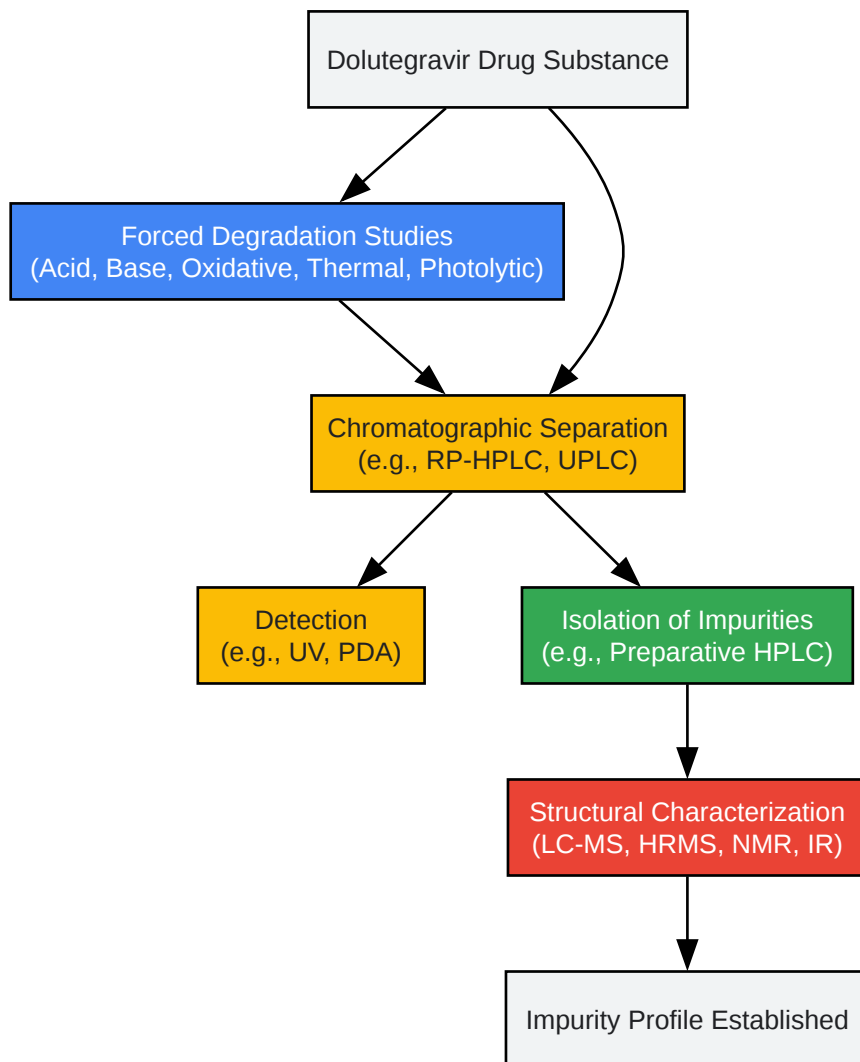 Dolutegravir Drug Substance
Forced Degradation Studies
(Acid, Base, Oxidative, Thermal, Photolytic)
Chromatographic Separation
(e.g., RP-HPLC, UPLC)
Detection
(e.g., UV, PDA)
Isolation of Impurities
(e.g., Preparative HPLC)
Structural Characterization
(LC-MS, HRMS, NMR, IR)
Impurity Profile Established